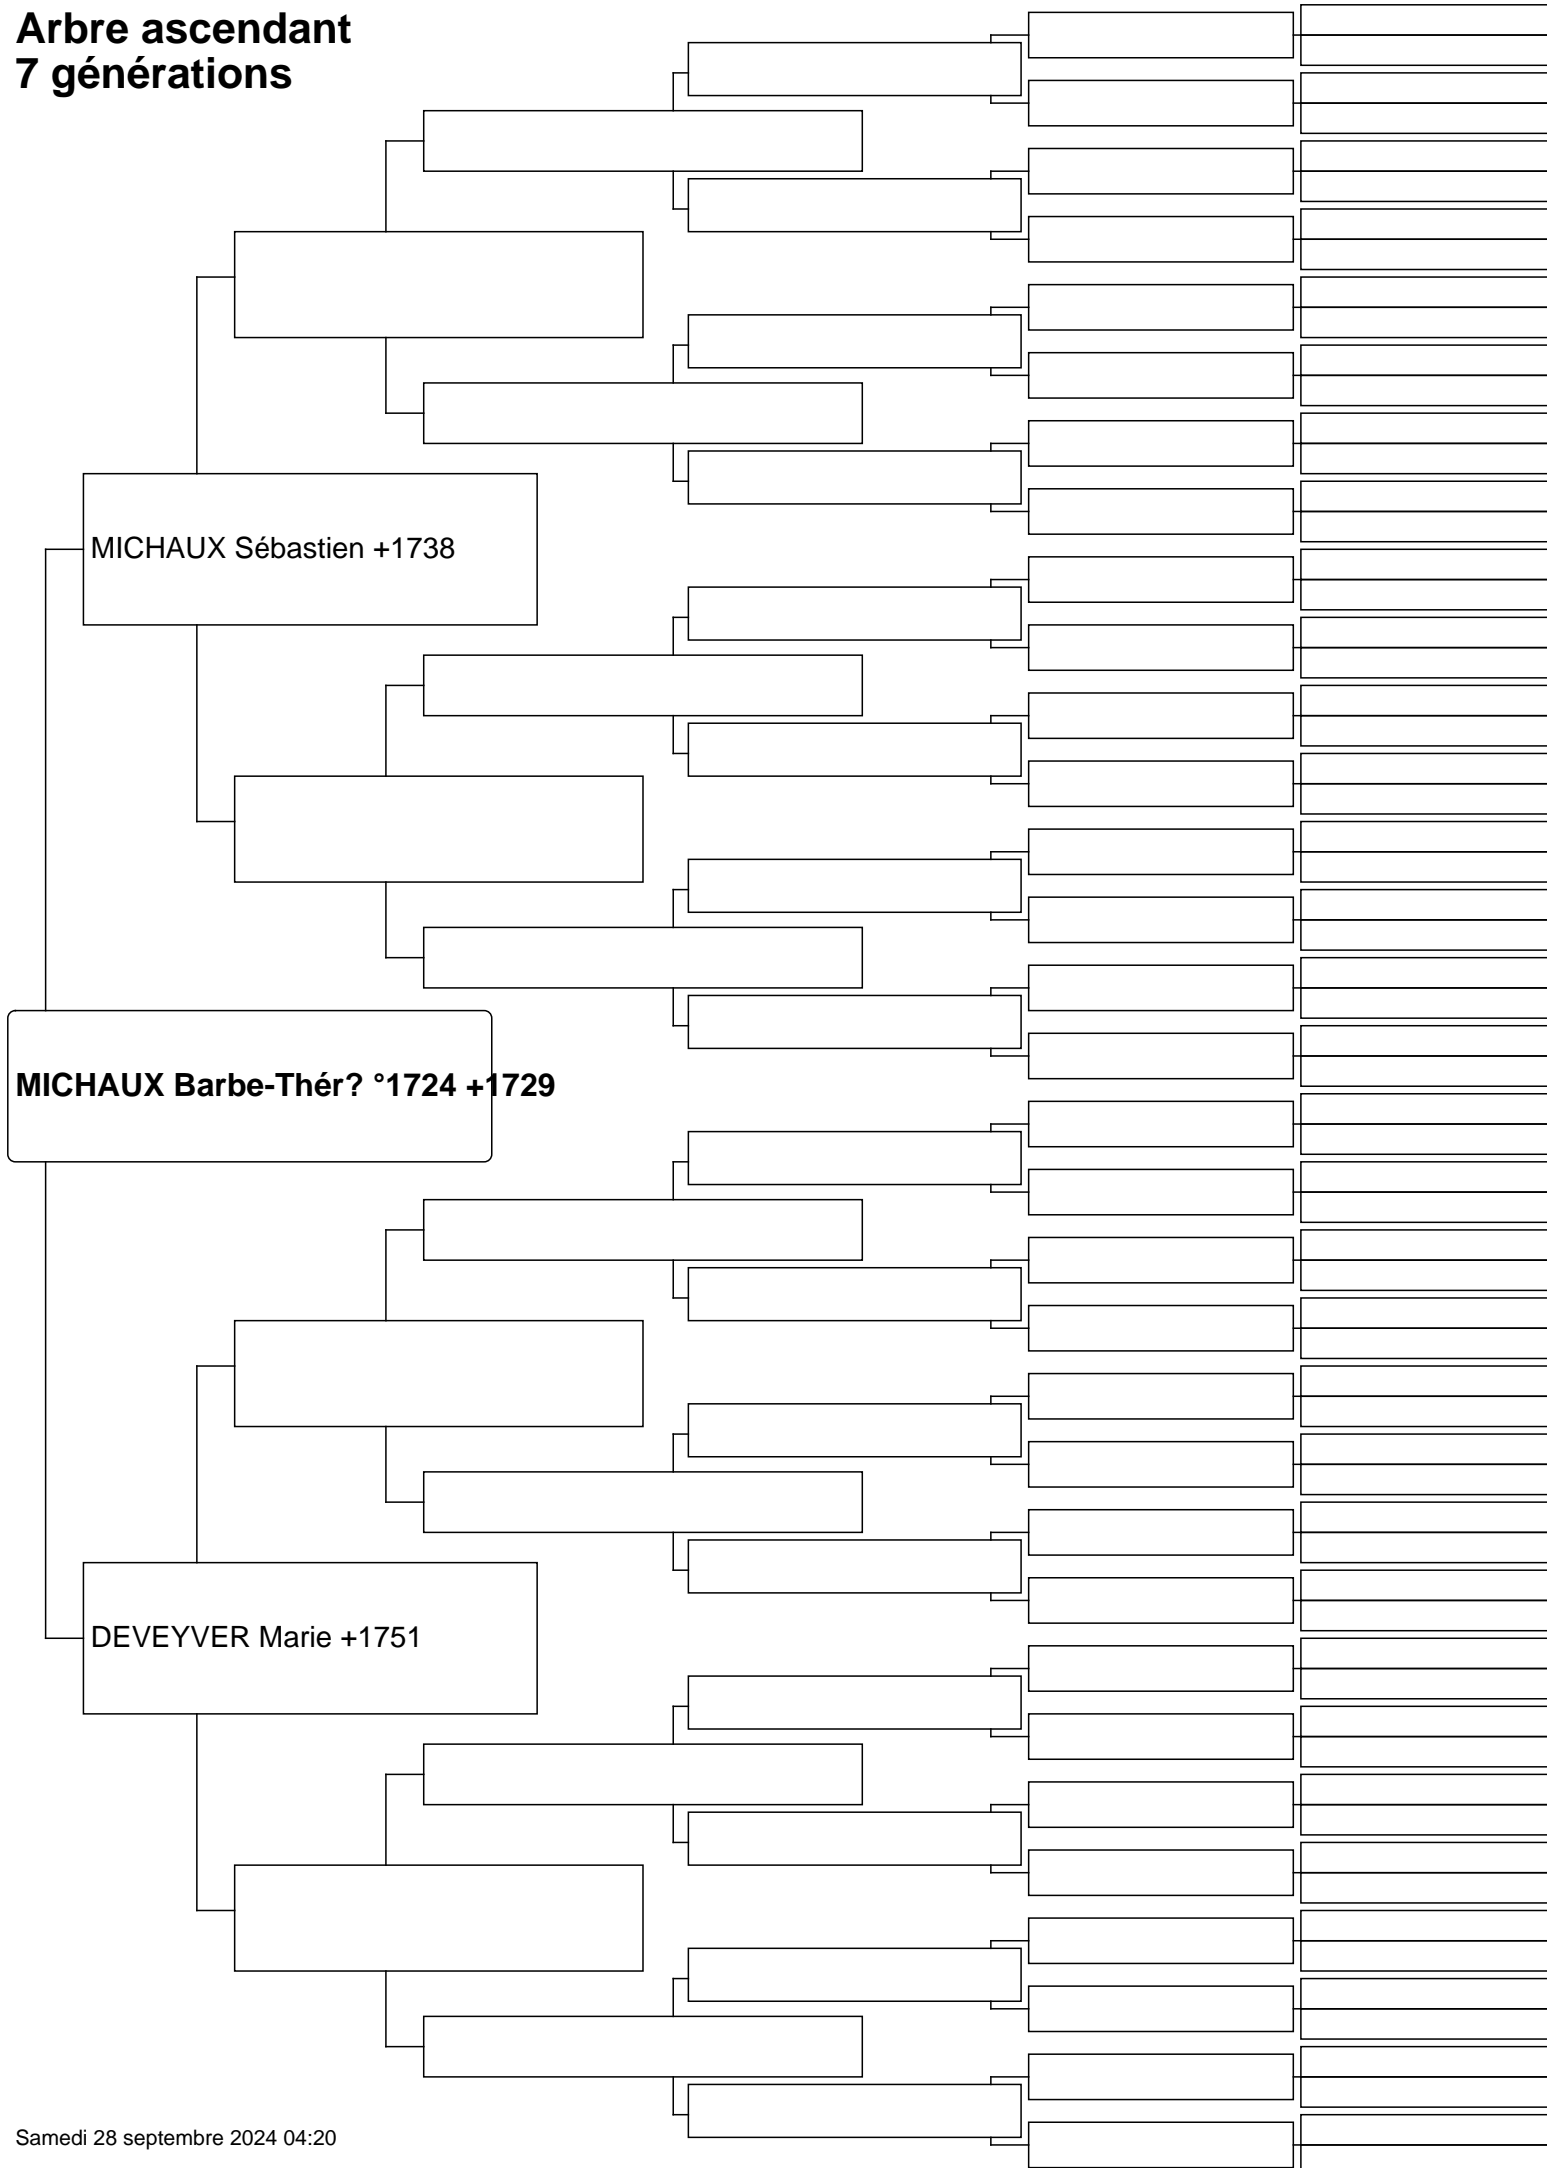 Arbre ascendant
7 générations
MICHAUX Sébastien +1738
MICHAUX Barbe-Thér? °1724 +1729
DEVEYVER Marie +1751
Samedi 28 septembre 2024 04:20